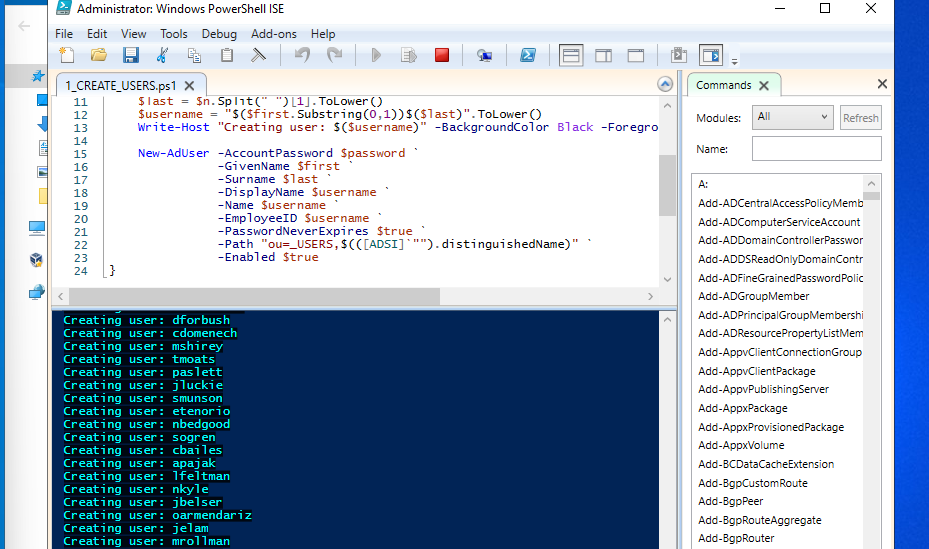 Administrator: Windows PowerShell ISE
File Edit View Tools Debug Add-ons Help
1_CREATE_USERS.ps1
11 $last = $n.Split(" ")[1].ToLower()
12 $username = "$($first.Substring(0,1))$($last)".ToLower()
13 Write-Host "Creating user: $($username)" -BackgroundColor Black -Foregro
14
15 New-AdUser -AccountPassword $password `
16 -GivenName $first `
17 -Surname $last `
18 -DisplayName $username `
19 -Name $username `
20 -EmployeeID $username `
21 -PasswordNeverExpires $true `
22 -Path "ou=_USERS,$(([ADSI]`"").distinguishedName)" `
23 -Enabled $true
24 }
Creating user: dforbush
Creating user: cdomenech
Creating user: mshirey
Creating user: tmoats
Creating user: paslett
Creating user: jluckie
Creating user: smunson
Creating user: etenorio
Creating user: nbedgood
Creating user: sogren
Creating user: cbailes
Creating user: apajak
Creating user: lfeltman
Creating user: nkyle
Creating user: jbelser
Creating user: oarmendariz
Creating user: jelam
Creating user: mrollman
Commands
Modules: All Refresh
Name:
A:
Add-ADCentralAccessPolicyMemb
Add-ADComputerServiceAccount
Add-ADDomainControllerPasswor
Add-ADDSReadOnlyDomainContr
Add-ADFineGrainedPasswordPolic
Add-ADGroupMember
Add-ADPrincipalGroupMembershi
Add-ADResourcePropertyListMem
Add-AppvClientConnectionGroup
Add-AppvClientPackage
Add-AppvPublishingServer
Add-AppxPackage
Add-AppxProvisionedPackage
Add-AppxVolume
Add-BCDataCacheExtension
Add-BgpCustomRoute
Add-BgpPeer
Add-BgpRouteAggregate
Add-BgpRouter